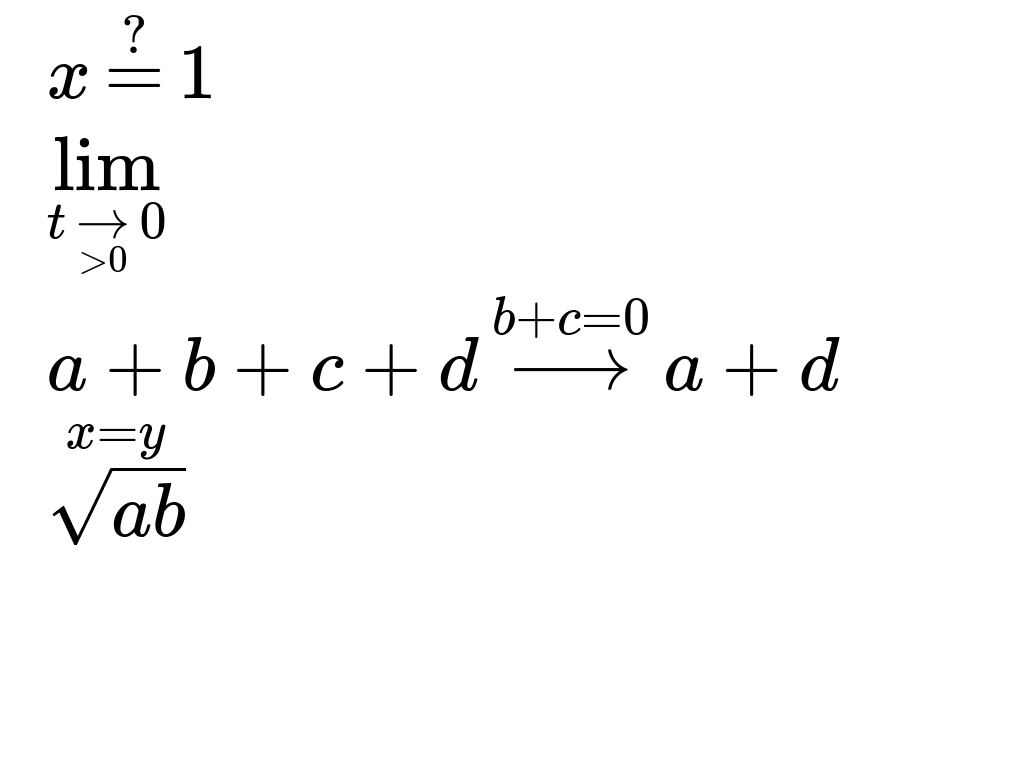 x =^? 1
lim
t → 0
>0
b+c=0
a + b + c + d ⟶ a + d
x=y
√ab